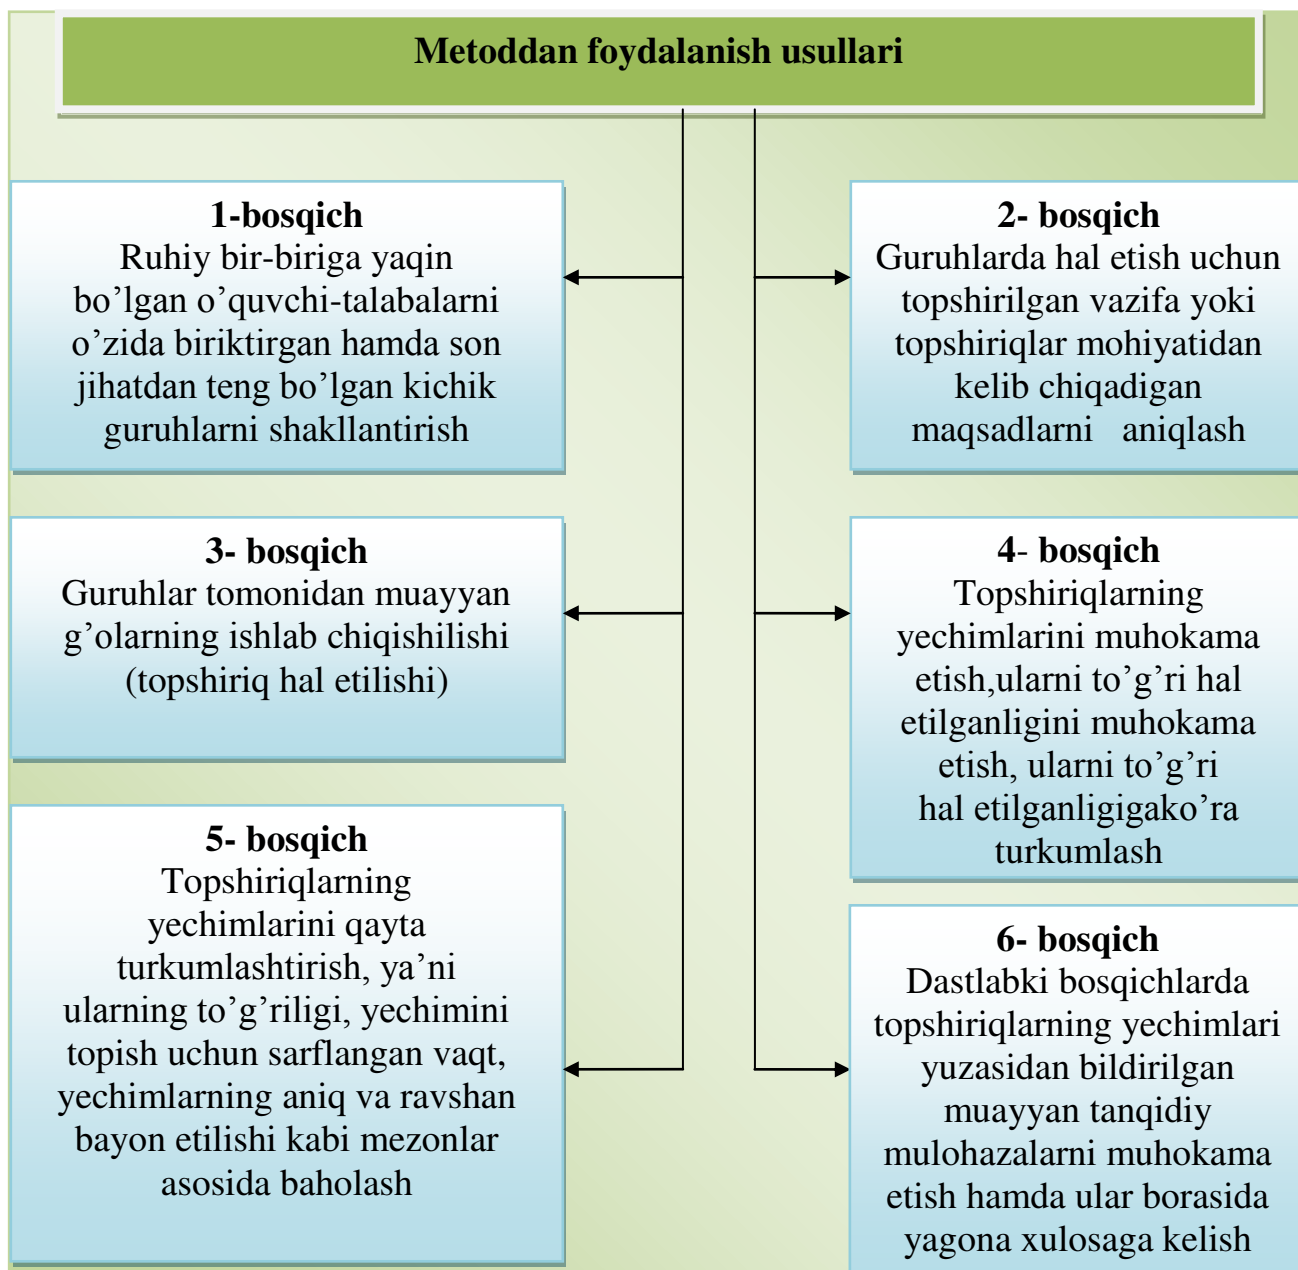 Metoddan foydalanish usullari
1-bosqich
Ruhiy bir-biriga yaqin
bo’lgan o’quvchi-talabalarni
o’zida biriktirgan hamda son
jihatdan teng bo’lgan kichik
guruhlarni shakllantirish
2- bosqich
Guruhlarda hal etish uchun
topshirilgan vazifa yoki
topshiriqlar mohiyatidan
kelib chiqadigan
maqsadlarni aniqlash
3- bosqich
Guruhlar tomonidan muayyan
g’olarning ishlab chiqishilishi
(topshiriq hal etilishi)
4- bosqich
Topshiriqlarning
yechimlarini muhokama
etish,ularni to’g’ri hal
etilganligini muhokama
etish, ularni to’g’ri
hal etilganligigako’ra
turkumlash
5- bosqich
Topshiriqlarning
yechimlarini qayta
turkumlashtirish, ya’ni
ularning to’g’riligi, yechimini
topish uchun sarflangan vaqt,
yechimlarning aniq va ravshan
bayon etilishi kabi mezonlar
asosida baholash
6- bosqich
Dastlabki bosqichlarda
topshiriqlarning yechimlari
yuzasidan bildirilgan
muayyan tanqidiy
mulohazalarni muhokama
etish hamda ular borasida
yagona xulosaga kelish